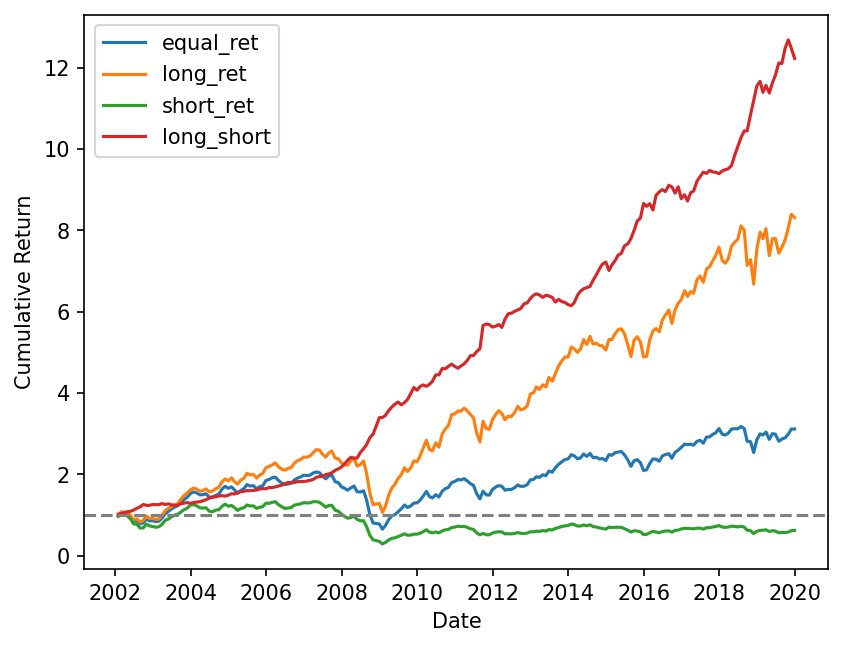 equal_ret
long_ret
short_ret
long_short
12
10
8
6
4
2
0
Cumulative Return
2002 2004 2006 2008 2010 2012 2014 2016 2018 2020
Date